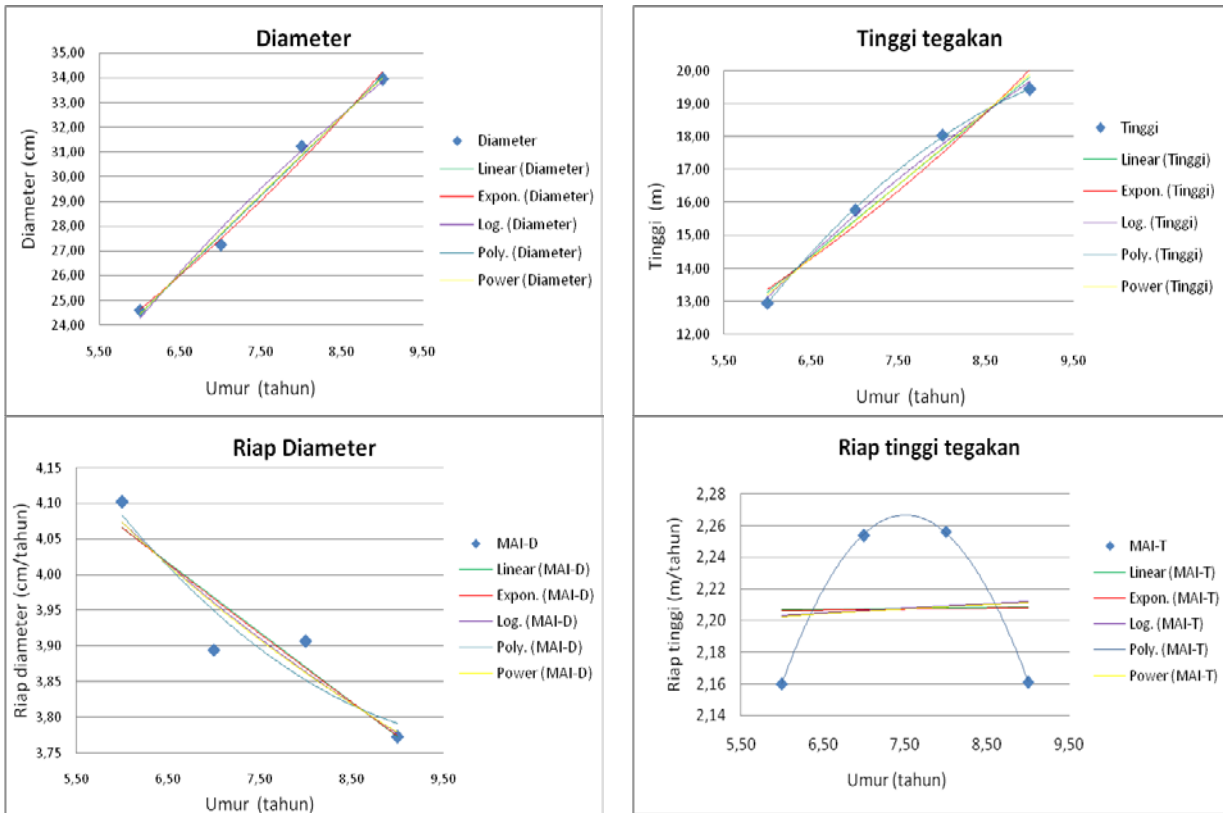 Diameter
35,00
34,00
33,00
32,00
31,00
30,00
29,00
28,00
27,00
26,00
25,00
24,00
5,50 6,50 7,50 8,50 9,50
Diameter (cm)
Umur (tahun)
Diameter
Linear (Diameter)
Expon. (Diameter)
Log. (Diameter)
Poly. (Diameter)
Power (Diameter)
Tinggi tegakan
20,00
19,00
18,00
17,00
16,00
15,00
14,00
13,00
12,00
5,50 6,50 7,50 8,50 9,50
Tinggi (m)
Umur (tahun)
Tinggi
Linear (Tinggi)
Expon. (Tinggi)
Log. (Tinggi)
Poly. (Tinggi)
Power (Tinggi)
Riap Diameter
4,15
4,10
4,05
4,00
3,95
3,90
3,85
3,80
3,75
5,50 6,50 7,50 8,50 9,50
Riap diameter (cm/tahun)
Umur (tahun)
MAI-D
Linear (MAI-D)
Expon. (MAI-D)
Log. (MAI-D)
Poly. (MAI-D)
Power (MAI-D)
Riap tinggi tegakan
2,28
2,26
2,24
2,22
2,20
2,18
2,16
2,14
5,50 6,50 7,50 8,50 9,50
Riap tinggi (m/tahun)
Umur (tahun)
MAI-T
Linear (MAI-T)
Expon. (MAI-T)
Log. (MAI-T)
Poly. (MAI-T)
Power (MAI-T)